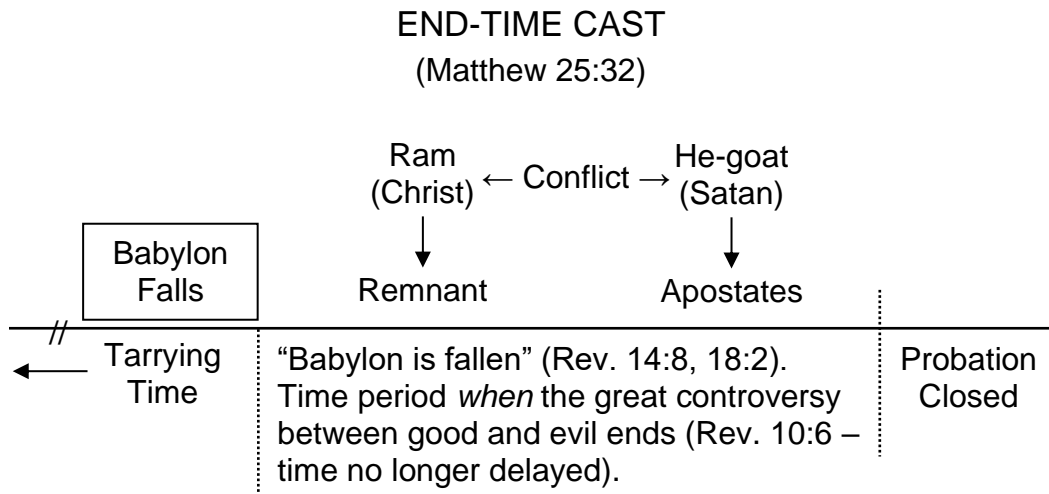 END-TIME CAST
(Matthew 25:32)
Ram
(Christ)
← Conflict →
He-goat
(Satan)
Babylon
Falls
Remnant
Apostates
Tarrying
Time
“Babylon is fallen” (Rev. 14:8, 18:2).
Time period when the great controversy
between good and evil ends (Rev. 10:6 –
time no longer delayed).
Probation
Closed